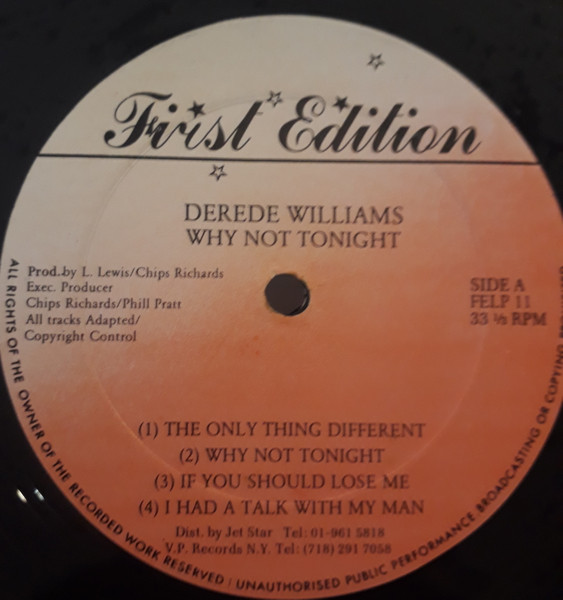 First Edition
DEREDE WILLIAMS
WHY NOT TONIGHT
Prod.by L. Lewis/Chips Richards
Exec. Producer
Chips Richards/Phill Pratt
All tracks Adapted/
Copyright Control
SIDE A
FELP 11
33 ⅓ RPM
(1) THE ONLY THING DIFFERENT
(2) WHY NOT TONIGHT
(3) IF YOU SHOULD LOSE ME
(4) I HAD A TALK WITH MY MAN
Dist. by Jet Star Tel: 01-961 5818
V.P. Records N.Y. Tel: (718) 291 7058
ALL RIGHTS OF THE OWNER OF THE RECORDED WORK RESERVED / UNAUTHORISED PUBLIC PERFORMANCE. BROADCASTING OR COPYING